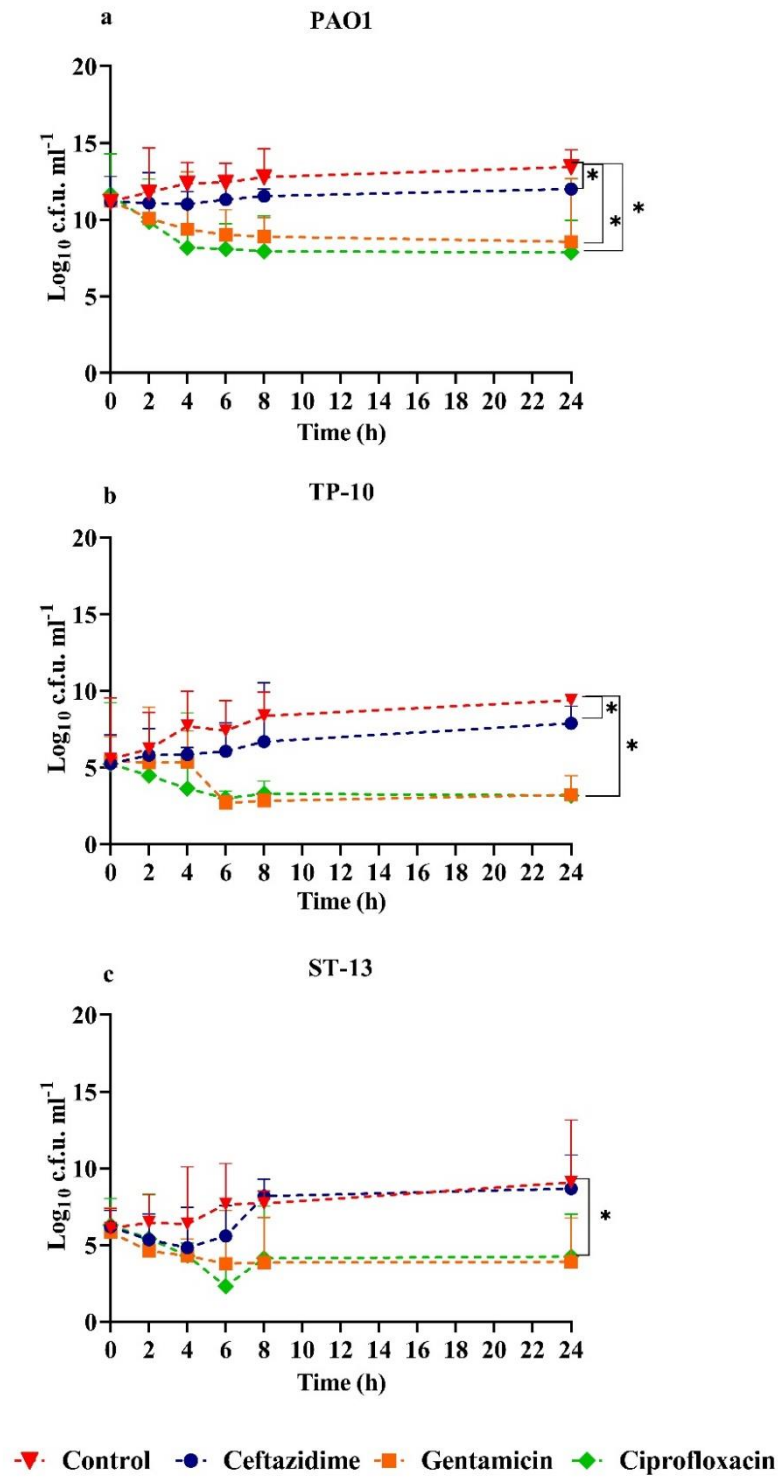 a
PAO1
20
15
10
5
0
Log10 c.f.u. ml-1
* * *
0 2 4 6 8 10 12 14 16 18 20 22 24
Time (h)
b
TP-10
20
15
10
5
0
Log10 c.f.u. ml-1
* *
0 2 4 6 8 10 12 14 16 18 20 22 24
Time (h)
c
ST-13
20
15
10
5
0
Log10 c.f.u. ml-1
*
0 2 4 6 8 10 12 14 16 18 20 22 24
Time (h)
Control Ceftazidime Gentamicin Ciprofloxacin